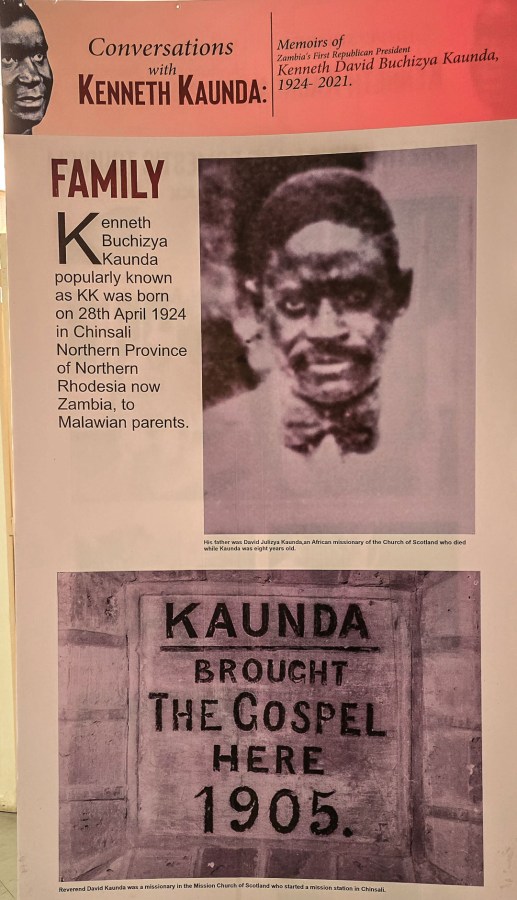 Conversations
with
KENNETH KAUNDA:
Memoirs of
Zambia's First Republican President
Kenneth David Buchizya Kaunda,
1924- 2021.
FAMILY
Kenneth
Buchizya
Kaunda
popularly known
as KK was born
on 28th April 1924
in Chinsali
Northern Province
of Northern
Rhodesia now
Zambia, to
Malawian parents.
His father was David Julizya Kaunda,an African missionary of the Church of Scotland who died
while Kaunda was eight years old.
KAUNDA
BROUGHT
THE GOSPEL
HERE
1905.
Reverend David Kaunda was a missionary in the Mission Church of Scotland who started a mission station in Chinsali.